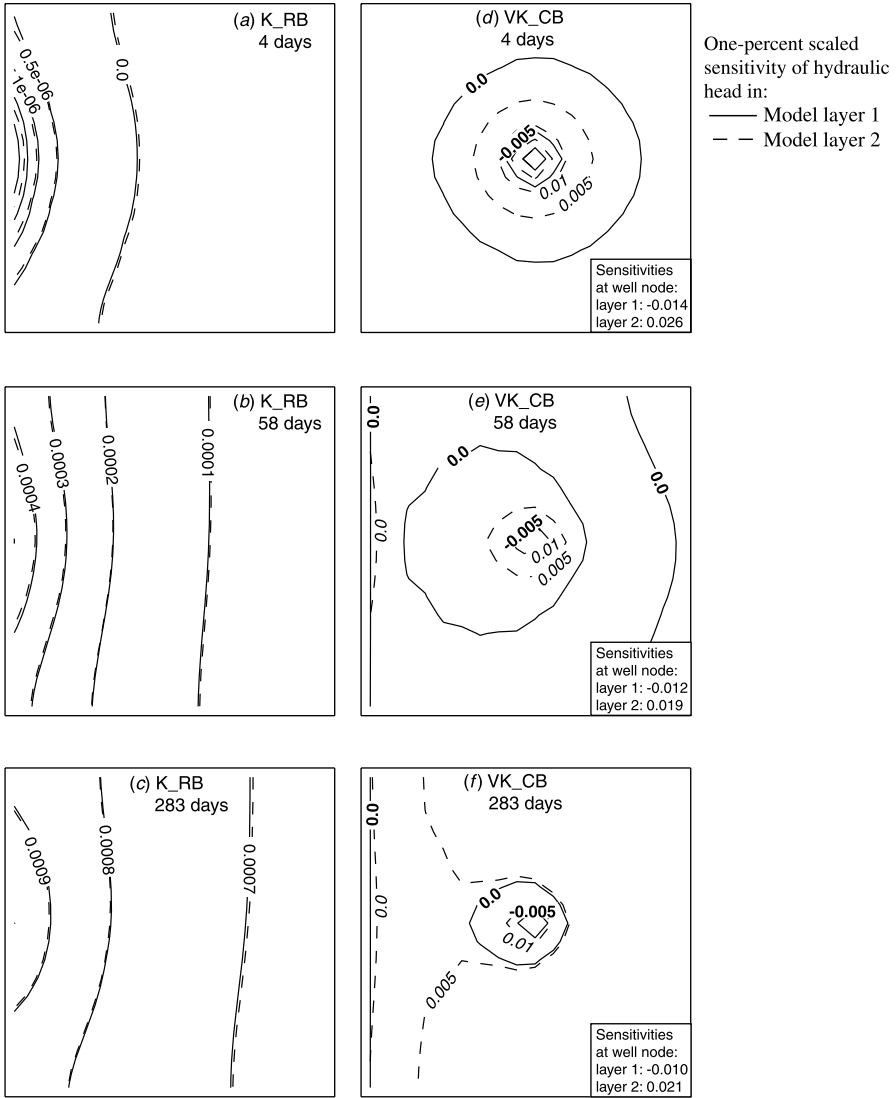 (a) K_RB
4 days
0.5e-06
.1e-06
0.0
(d) VK_CB
4 days
0.0
-0.005
0.01
0.005
Sensitivities
at well node:
layer 1: -0.014
layer 2: 0.026
One-percent scaled
sensitivity of hydraulic
head in:
Model layer 1
Model layer 2
(b) K_RB
58 days
0.0004
0.0003
0.0002
0.0001
(e) VK_CB
58 days
0.0
0.0
0.0
-0.005
0.01
0.005
0.0
Sensitivities
at well node:
layer 1: -0.012
layer 2: 0.019
(c) K_RB
283 days
0.0009
0.0008
0.0007
(f) VK_CB
283 days
0.0
0.0
0.0
-0.005
0.01
0.005
Sensitivities
at well node:
layer 1: -0.010
layer 2: 0.021